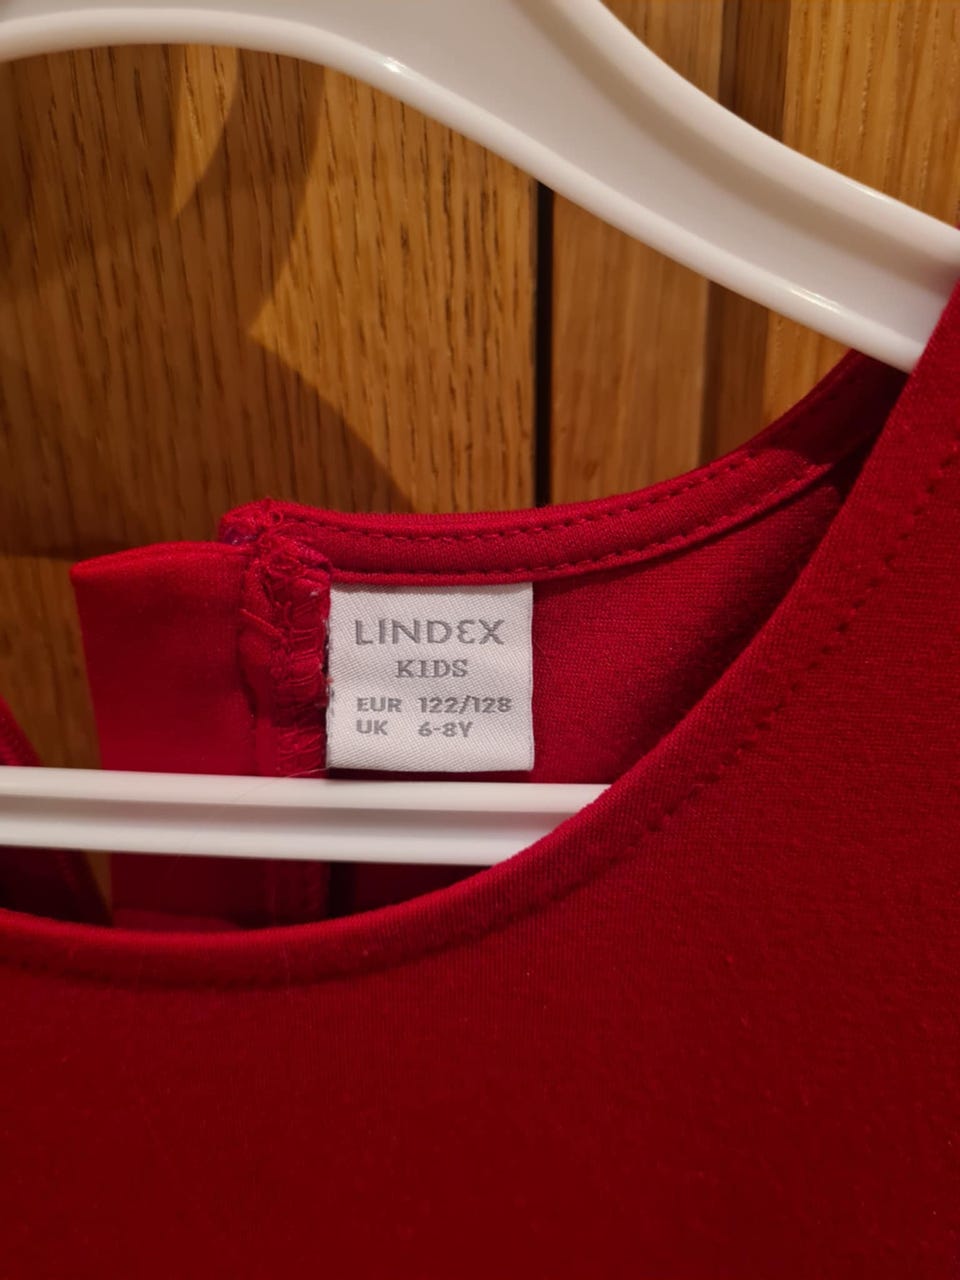 LINDEX
KIDS
EUR 122/128
UK 6-8Y